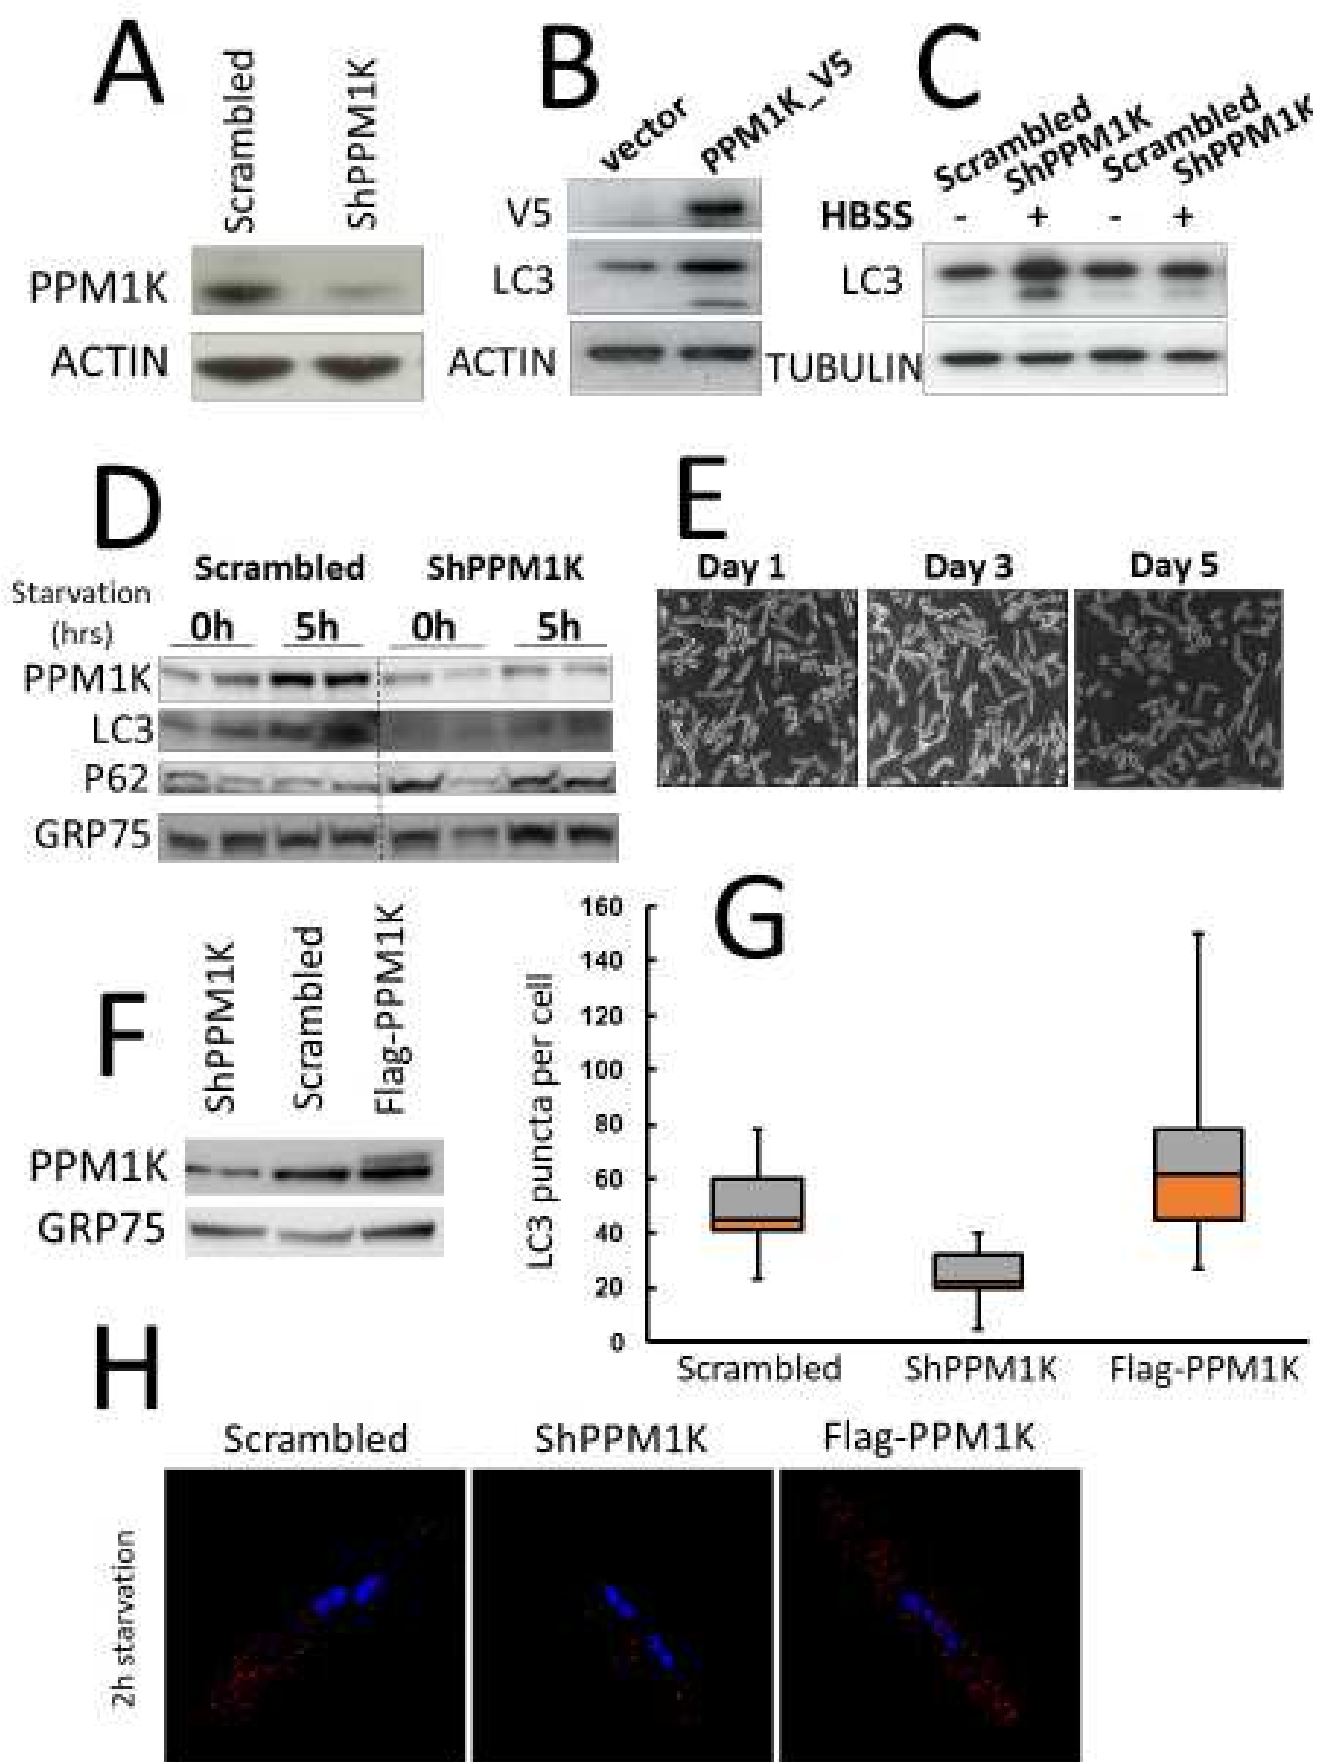 A
Scrambled
ShPPM1K
PPM1K
ACTIN
B
vector
PPM1K_V5
V5
LC3
ACTIN
C
Scrambled
ShPPM1K
Scrambled
ShPPM1K
HBSS - + - +
LC3
TUBULIN
D
Scrambled ShPPM1K
Starvation
(hrs)
0h 5h 0h 5h
PPM1K
LC3
P62
GRP75
E
Day 1 Day 3 Day 5
F
ShPPM1K
Scrambled
Flag-PPM1K
PPM1K
GRP75
G
LC3 puncta per cell
160
140
120
100
80
60
40
20
0
Scrambled ShPPM1K Flag-PPM1K
H
Scrambled ShPPM1K Flag-PPM1K
2h starvation